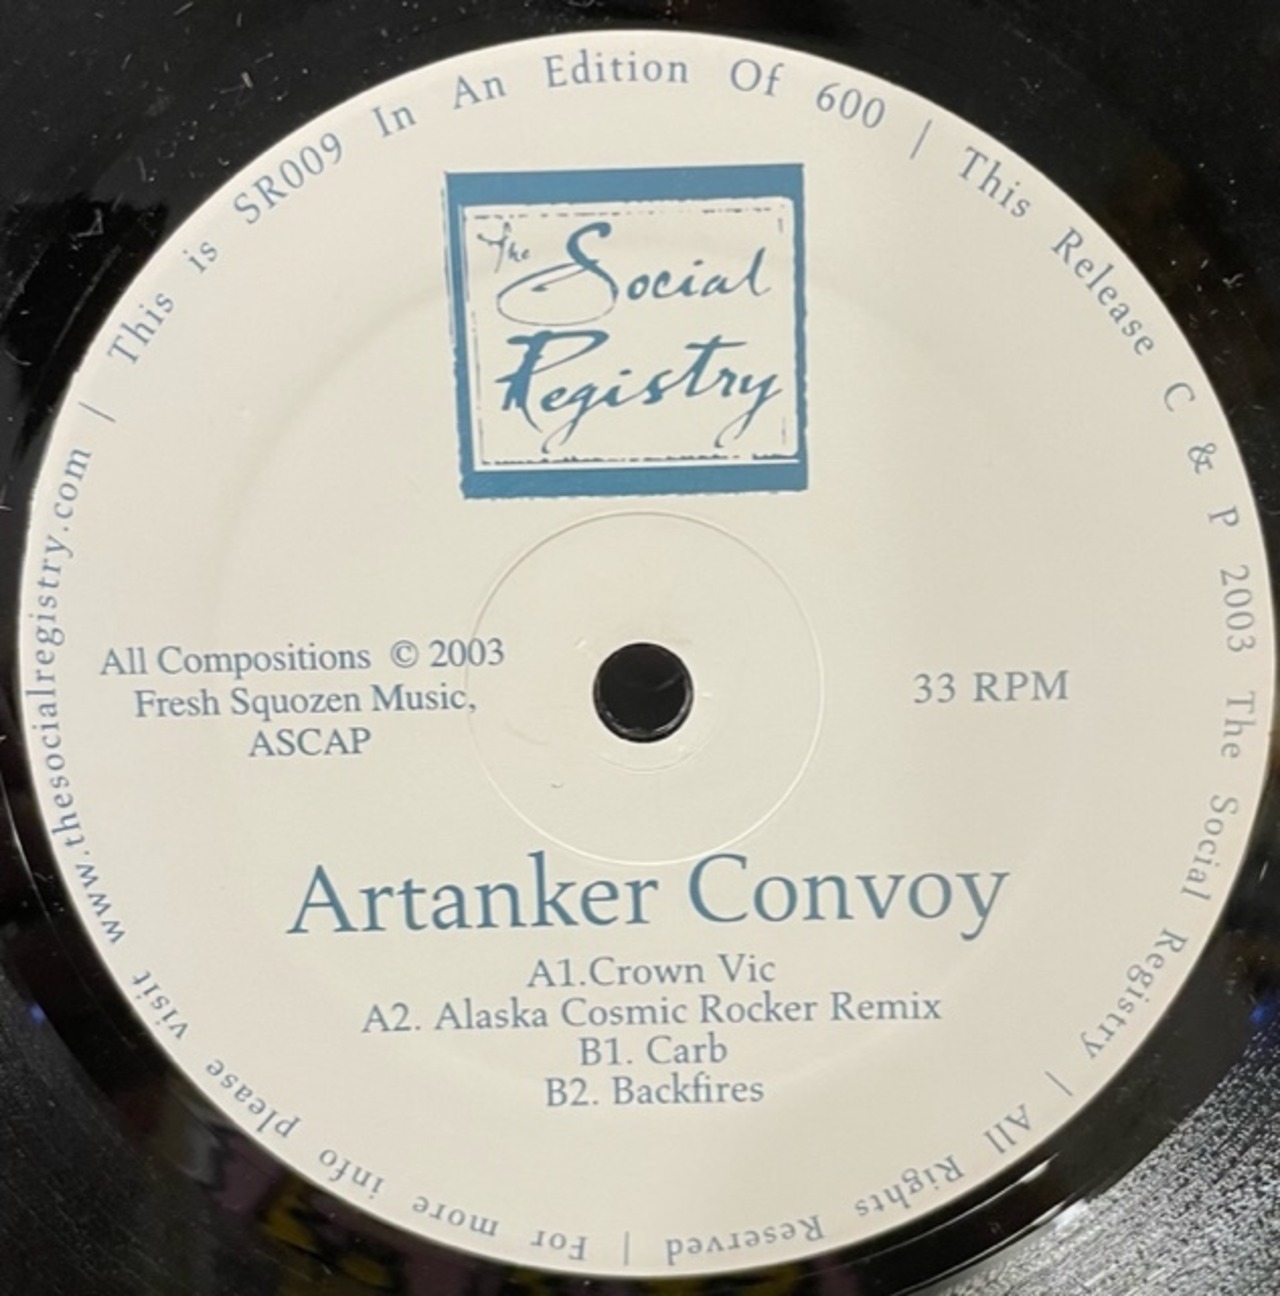 This is SR009 In An Edition Of 600 | This Release C & P 2003 The Social Registry | All Rights Reserved | For more info please visit www.thesocialregistry.com |
The Social
Registry
All Compositions © 2003
Fresh Squozen Music,
ASCAP
33 RPM
Artanker Convoy
A1.Crown Vic
A2. Alaska Cosmic Rocker Remix
B1. Carb
B2. Backfires